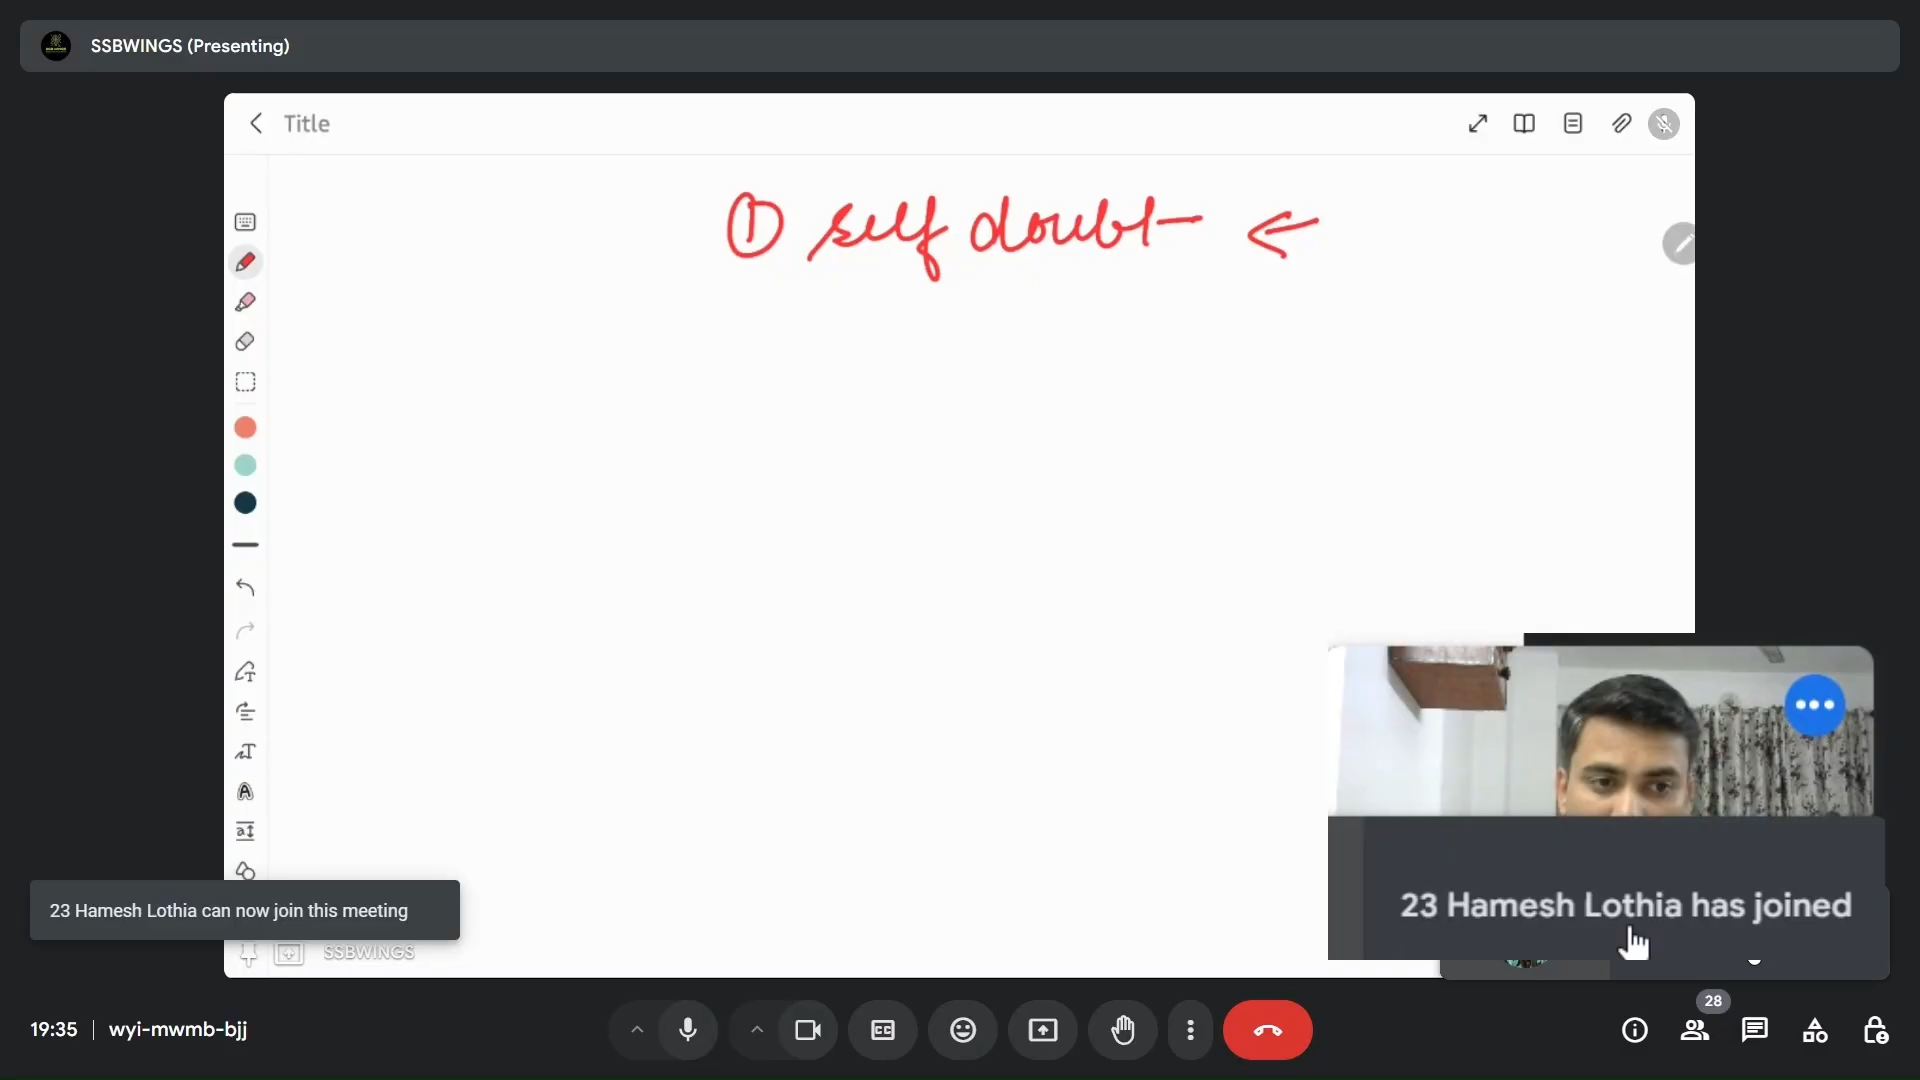 SSBWINGS (Presenting)
Title
① self doubt ←
23 Hamesh Lothia can now join this meeting
23 Hamesh Lothia has joined
SSBWINGS
28
19:35 | wyi-mwmb-bjj